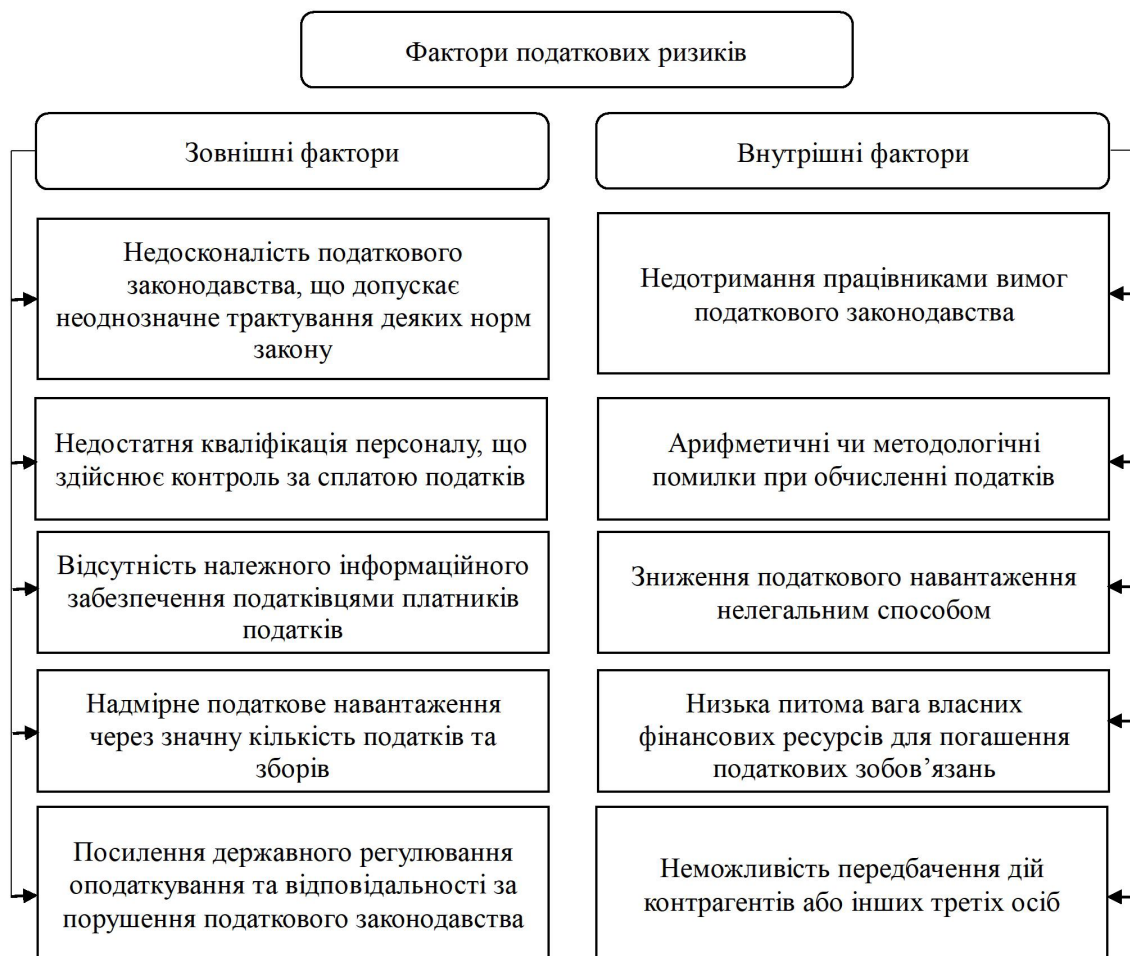 Фактори податкових ризиків
Зовнішні фактори
Внутрішні фактори
Недосконалість податкового
законодавства, що допускає
неоднозначне трактування деяких норм
закону
Недотримання працівниками вимог
податкового законодавства
Недостатня кваліфікація персоналу, що
здійснює контроль за сплатою податків
Арифметичні чи методологічні
помилки при обчисленні податків
Відсутність належного інформаційного
забезпечення податківцями платників
податків
Зниження податкового навантаження
нелегальним способом
Надмірне податкове навантаження
через значну кількість податків та
зборів
Низька питома вага власних
фінансових ресурсів для погашення
податкових зобов’язань
Посилення державного регулювання
оподаткування та відповідальності за
порушення податкового законодавства
Неможливість передбачення дій
контрагентів або інших третіх осіб